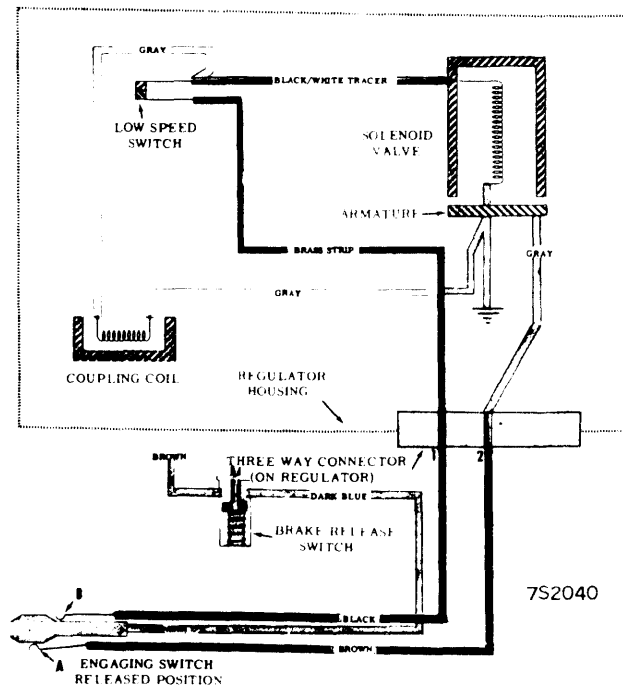 GRAY
BLACK/WHITE TRACER
LOW SPEED
SWITCH
SOLENOID
VALVE
ARMATURE
BRASS STRIP
GRAY
GRAY
COUPLING COIL
REGULATOR
HOUSING
1
2
BROWN
THREE WAY CONNECTOR
(ON REGULATOR)
DARK BLUE
BRAKE RELEASE
SWITCH
7S2040
B
BLACK
A
BROWN
ENGAGING SWITCH
RELEASED POSITION